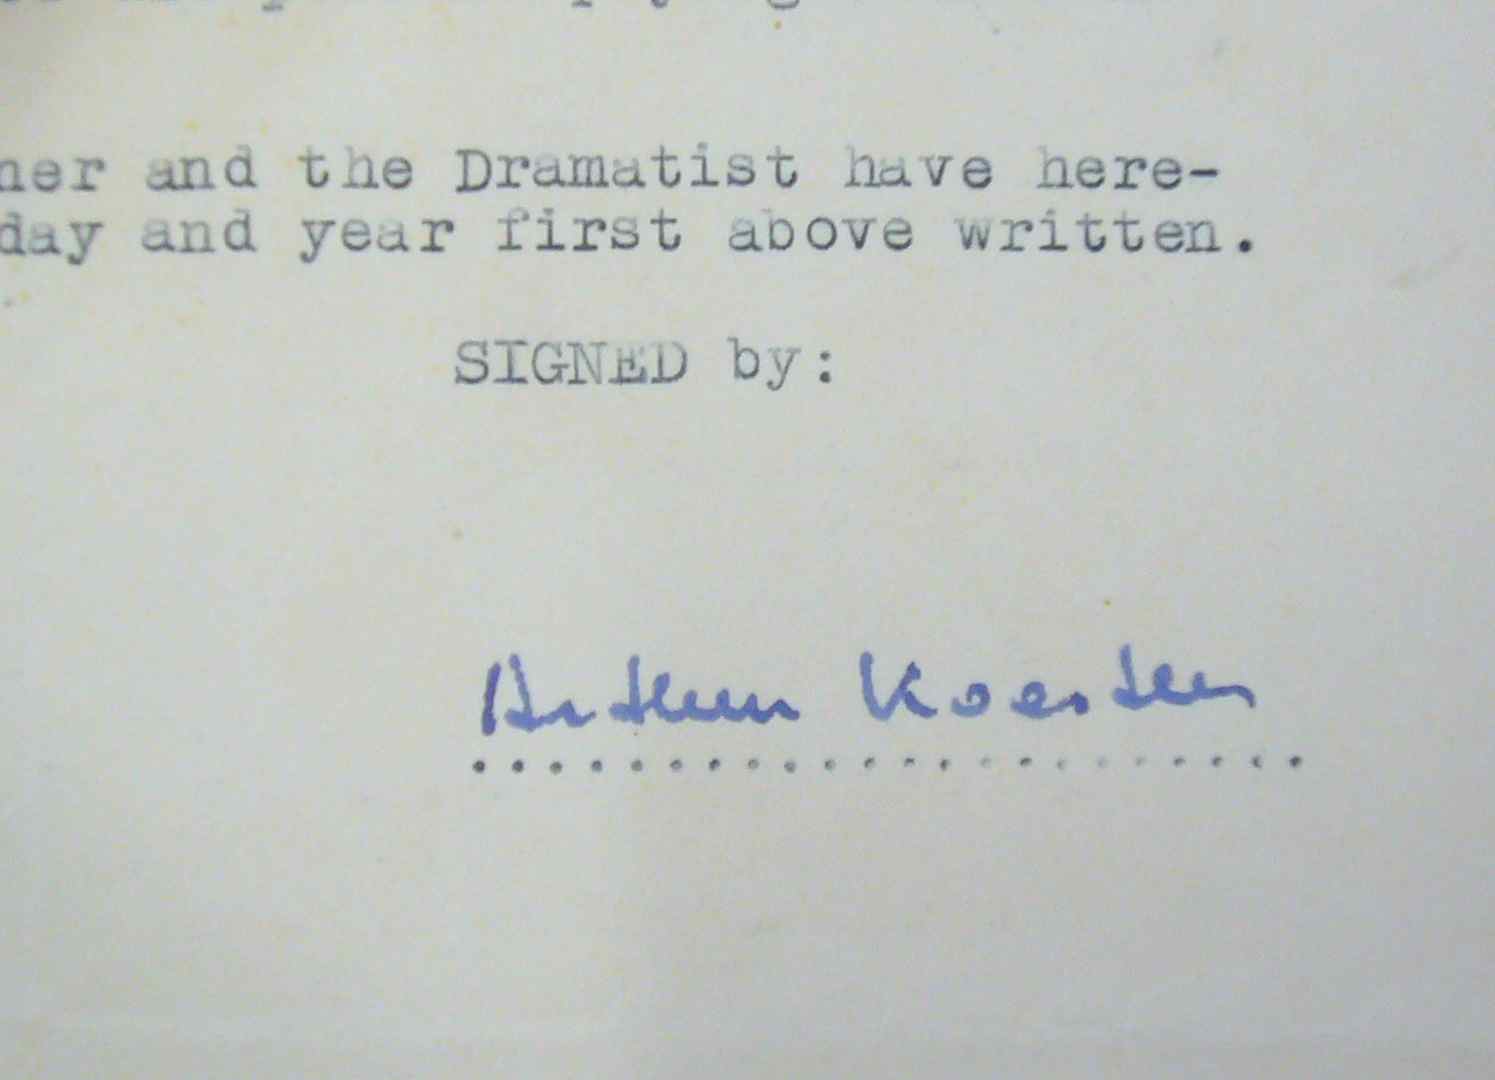 ner and the Dramatist have here-
day and year first above written.
SIGNED by:
Arthur Koestler